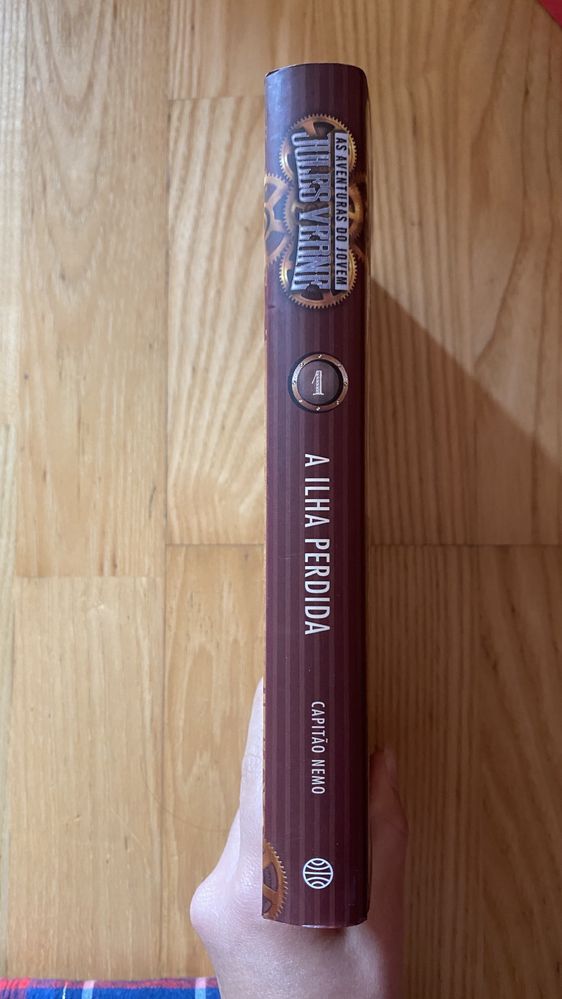 AS AVENTURAS DO JOVEM
JULES VERNE
1
A ILHA PERDIDA
CAPITÃO NEMO